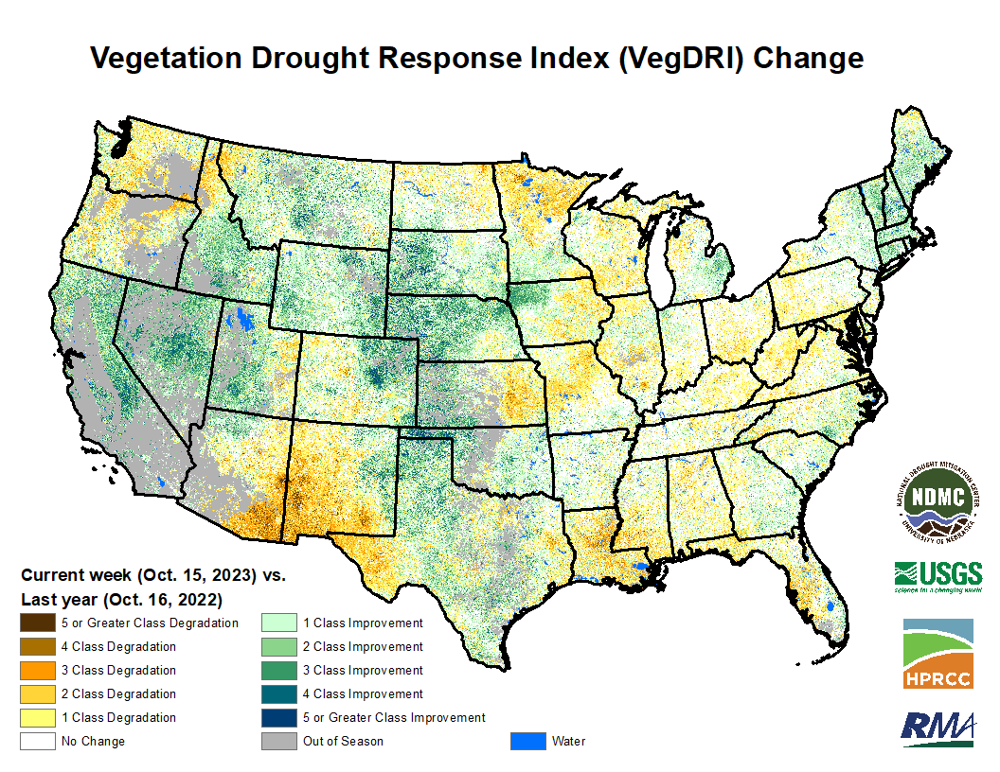 Vegetation Drought Response Index (VegDRI) Change
NATIONAL DROUGHT MITIGATION CENTER
NDMC
UNIVERSITY OF NEBRASKA
USGS
science for a changing world
HPRCC
RMA
Current week (Oct. 15, 2023) vs.
Last year (Oct. 16, 2022)
5 or Greater Class Degradation
4 Class Degradation
3 Class Degradation
2 Class Degradation
1 Class Degradation
No Change
1 Class Improvement
2 Class Improvement
3 Class Improvement
4 Class Improvement
5 or Greater Class Improvement
Out of Season
Water